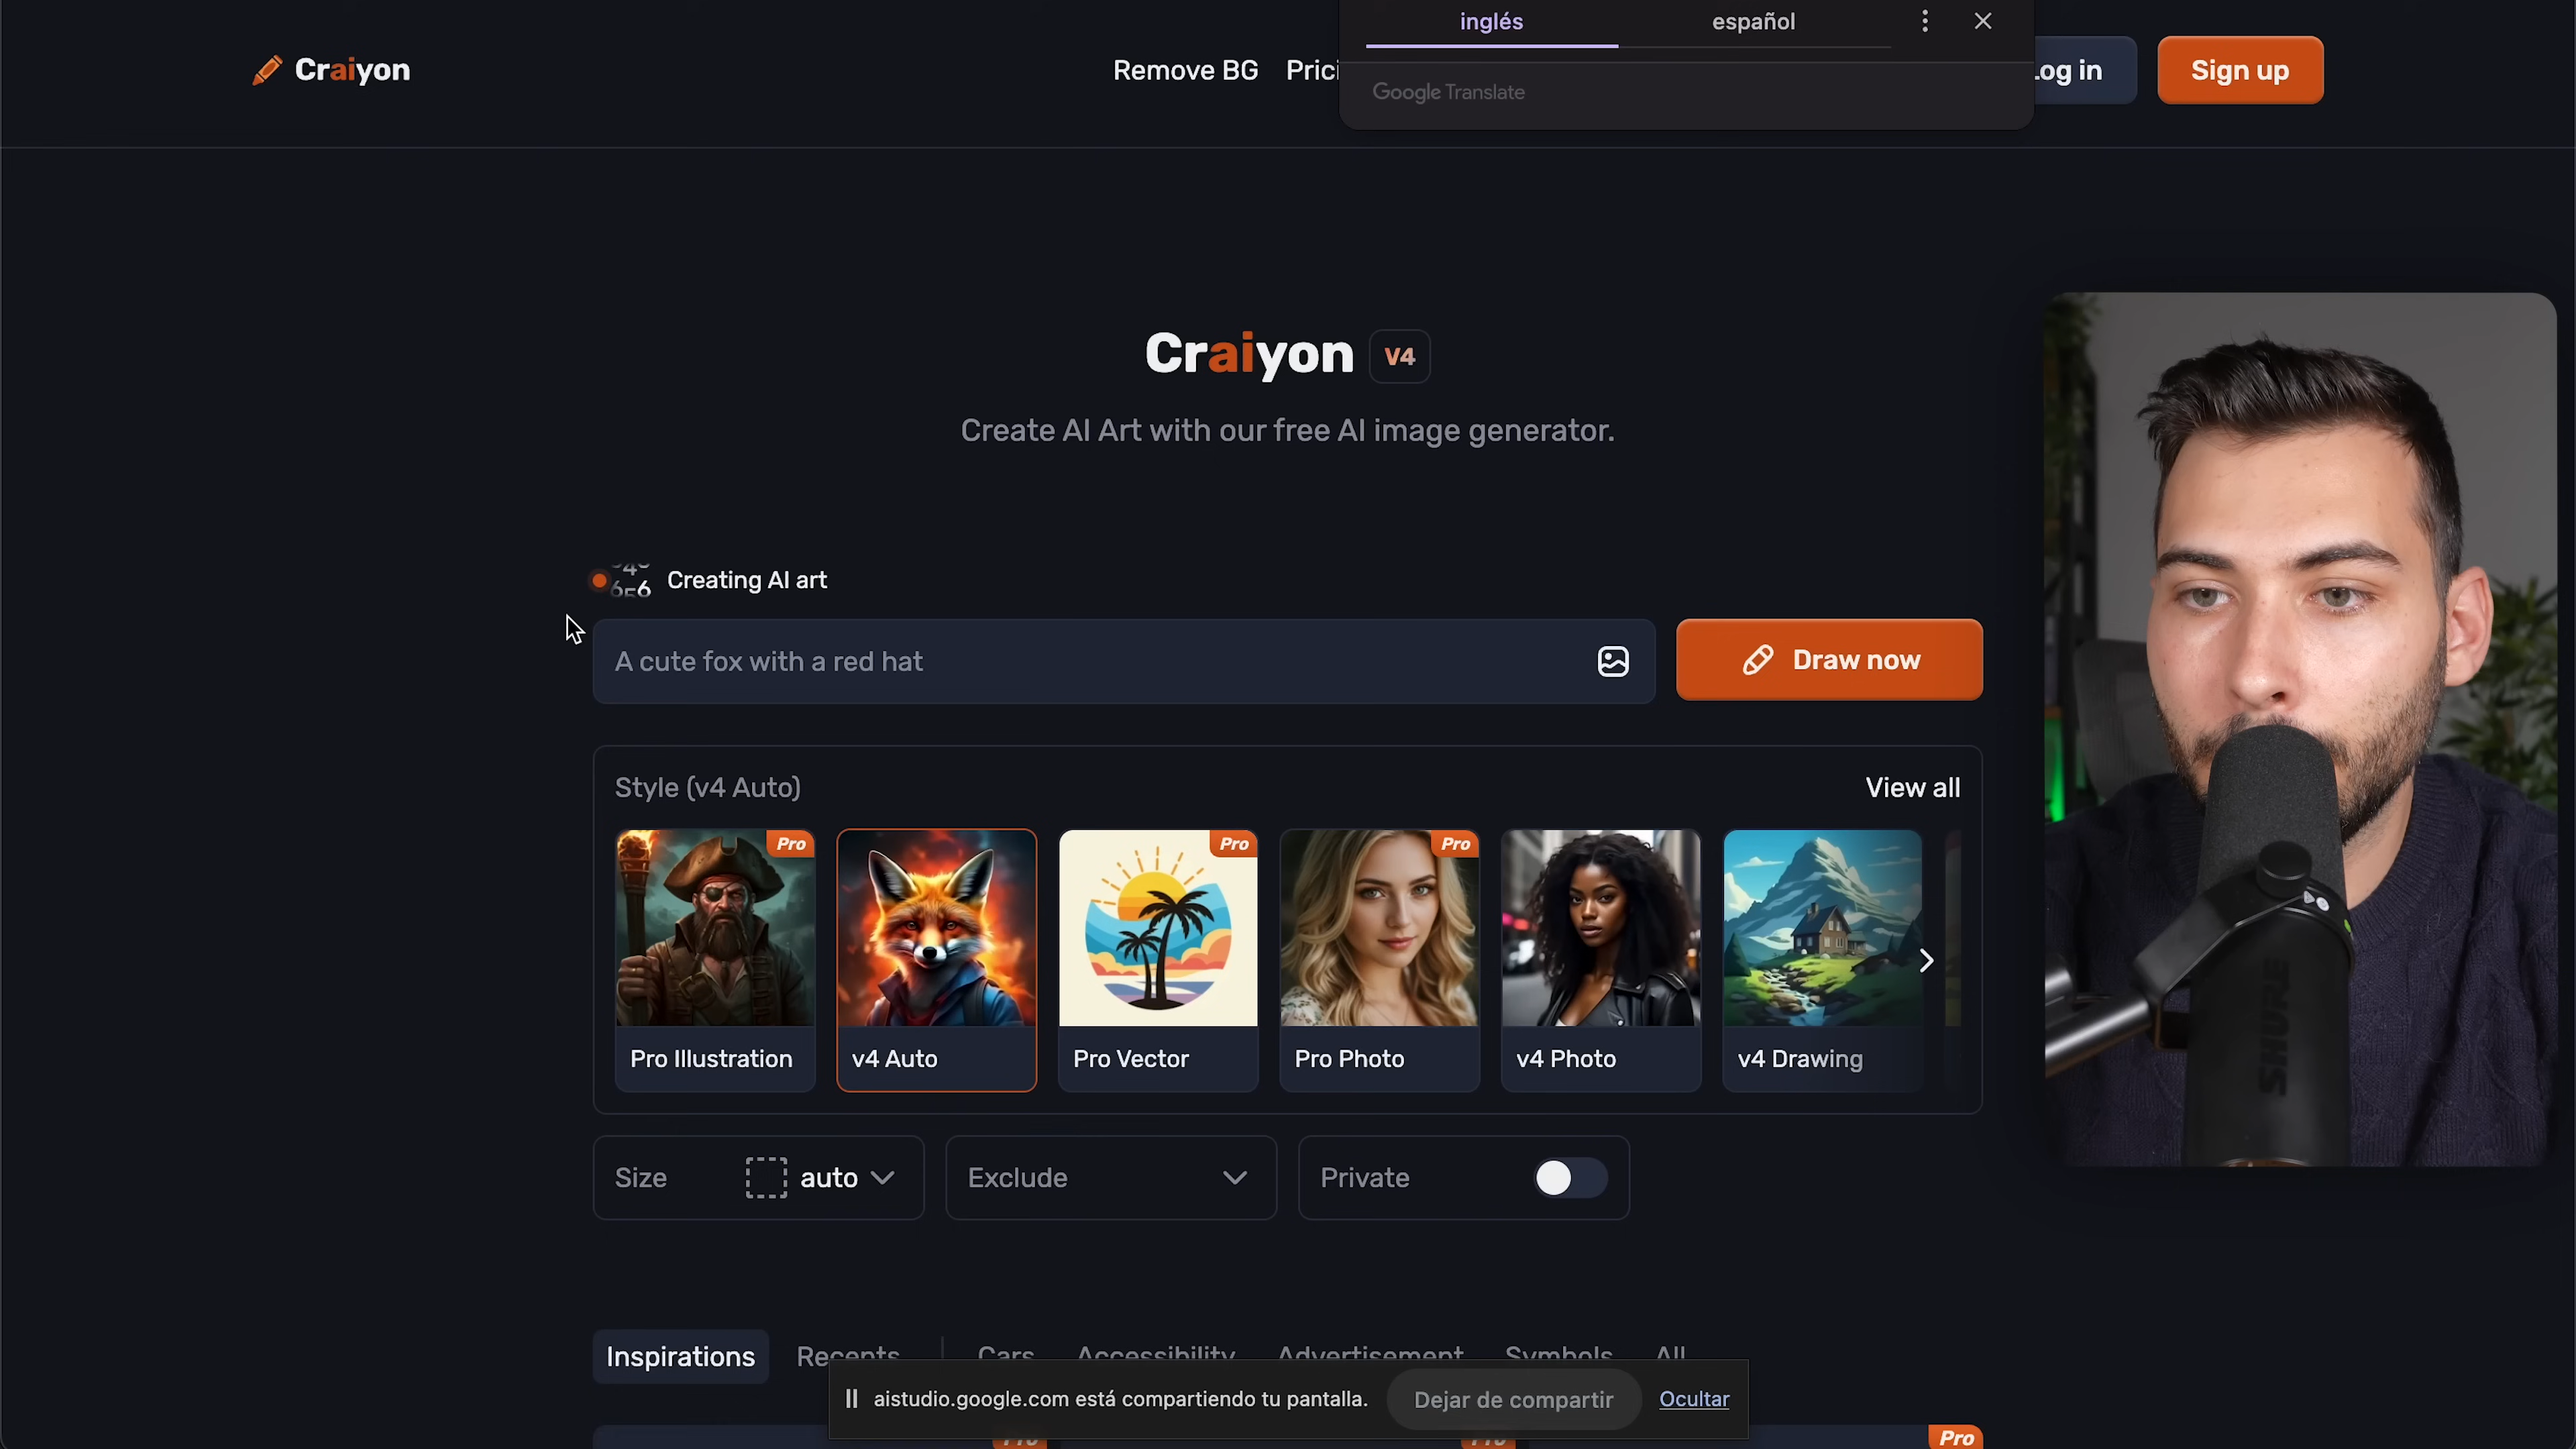 Craiyon
Remove BG
inglés
español
Google Translate
Sign up
Craiyon V4
Create AI Art with our free AI image generator.
Creating AI art
A cute fox with a red hat
Draw now
Style (v4 Auto)
View all
Pro
Pro
Pro
Pro Illustration
v4 Auto
Pro Vector
Pro Photo
v4 Photo
v4 Drawing
Size
auto
Exclude
Private
Inspirations
Recents
Cars
Accessibility
Advertisement
Symbols
All
aistudio.google.com está compartiendo tu pantalla.
Dejar de compartir
Ocultar
Pro
Pro
Pro
SHURE